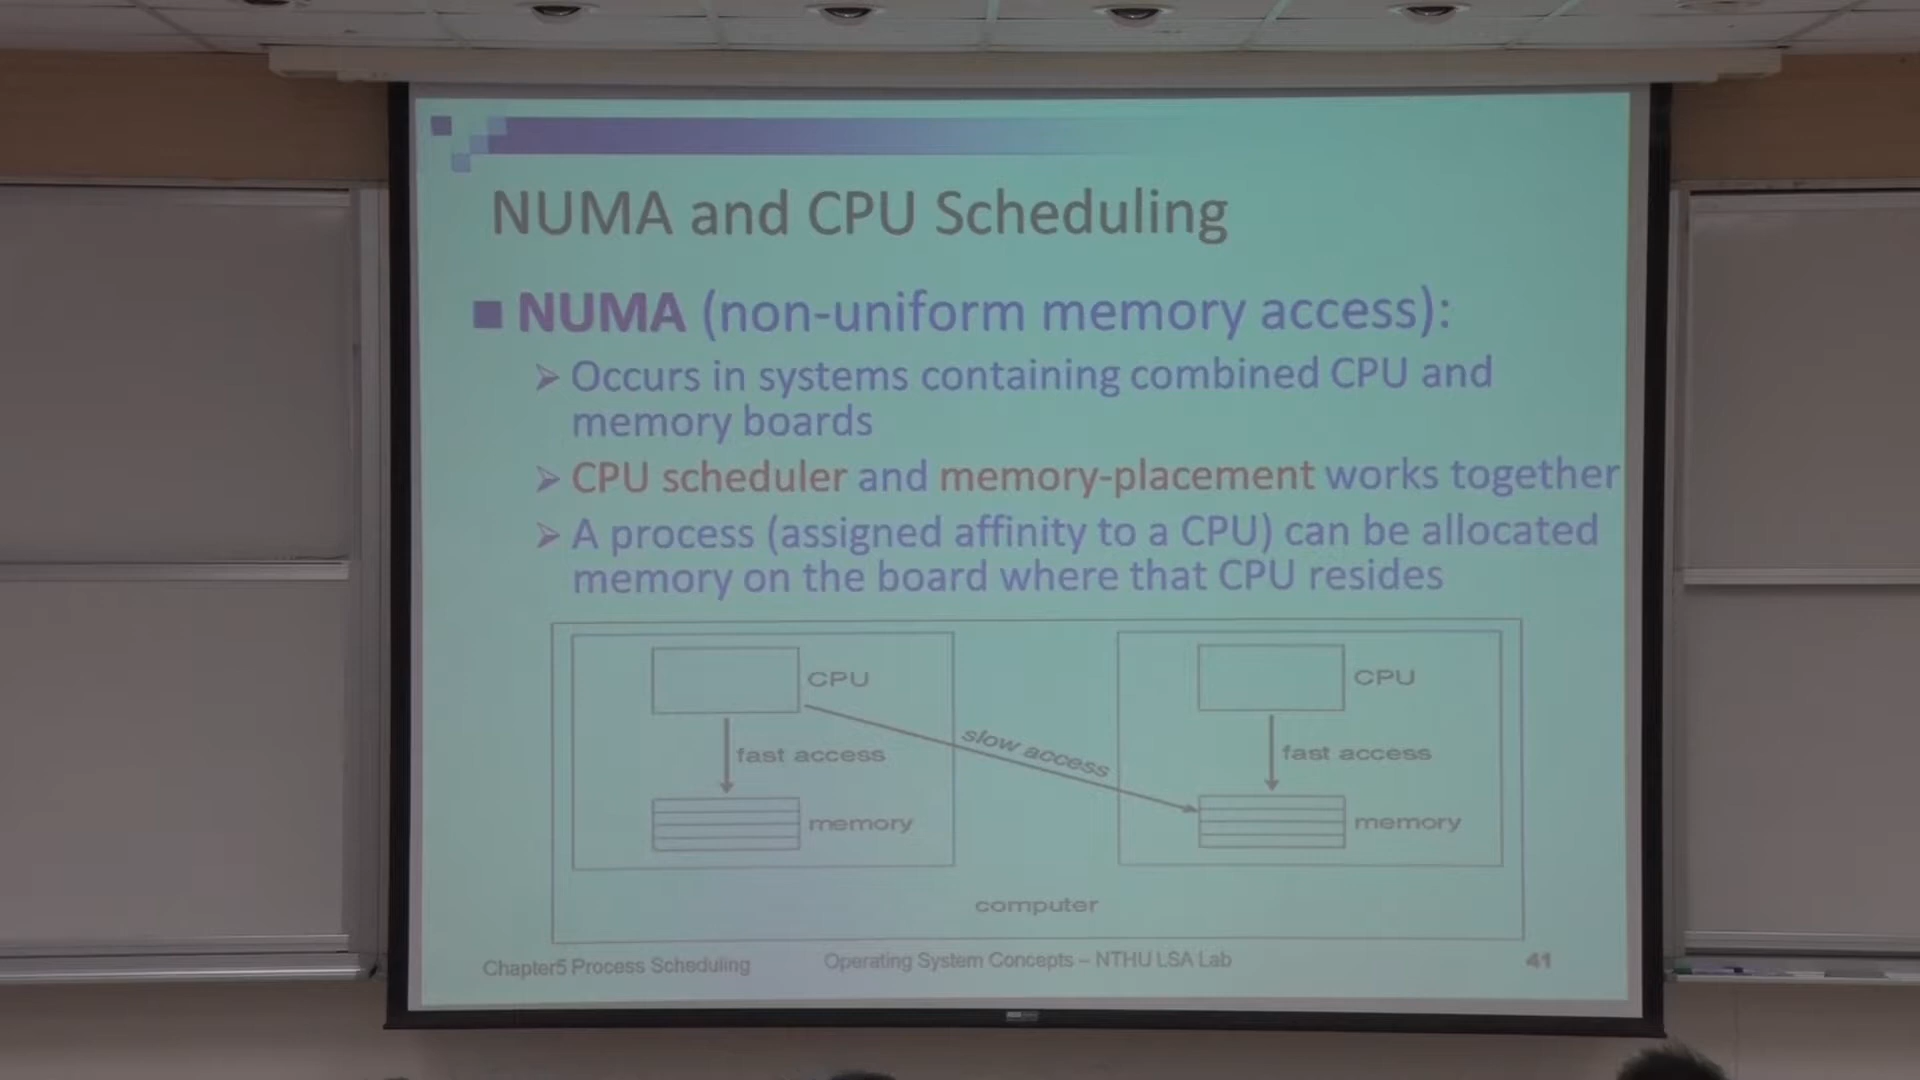 NUMA and CPU Scheduling
NUMA (non-uniform memory access):
Occurs in systems containing combined CPU and
memory boards
CPU scheduler and memory-placement works together
A process (assigned affinity to a CPU) can be allocated
memory on the board where that CPU resides
CPU
CPU
fast access
slow access
fast access
memory
memory
computer
Chapter5 Process Scheduling
Operating System Concepts – NTHU LSA Lab
41